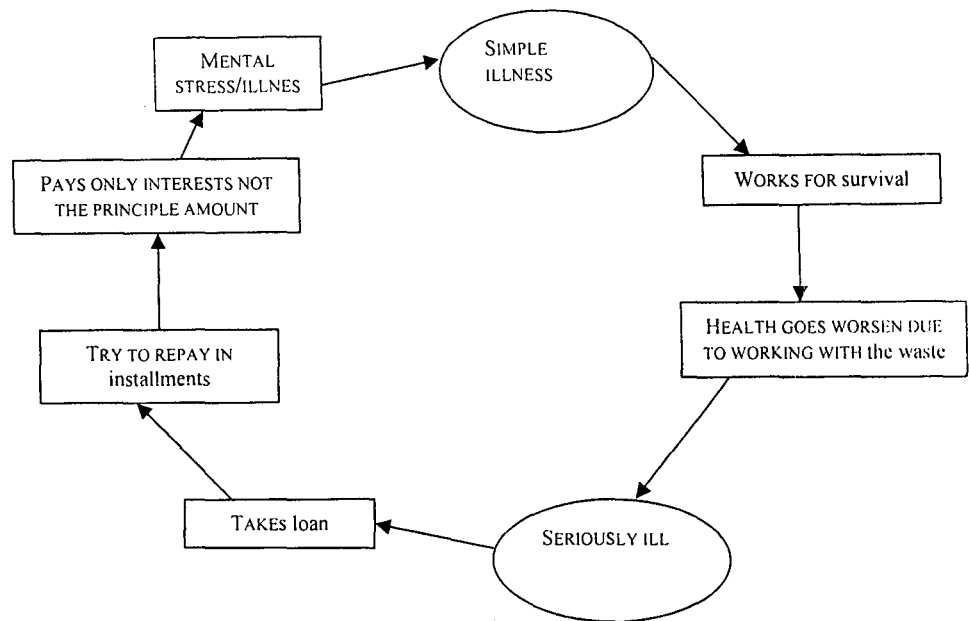 MENTAL
STRESS/ILLNES
SIMPLE
ILLNESS
WORKS FOR survival
HEALTH GOES WORSEN DUE
TO WORKING WITH the waste
SERIOUSLY ILL
TAKES loan
TRY TO REPAY IN
installments
PAYS ONLY INTERESTS NOT
THE PRINCIPLE AMOUNT